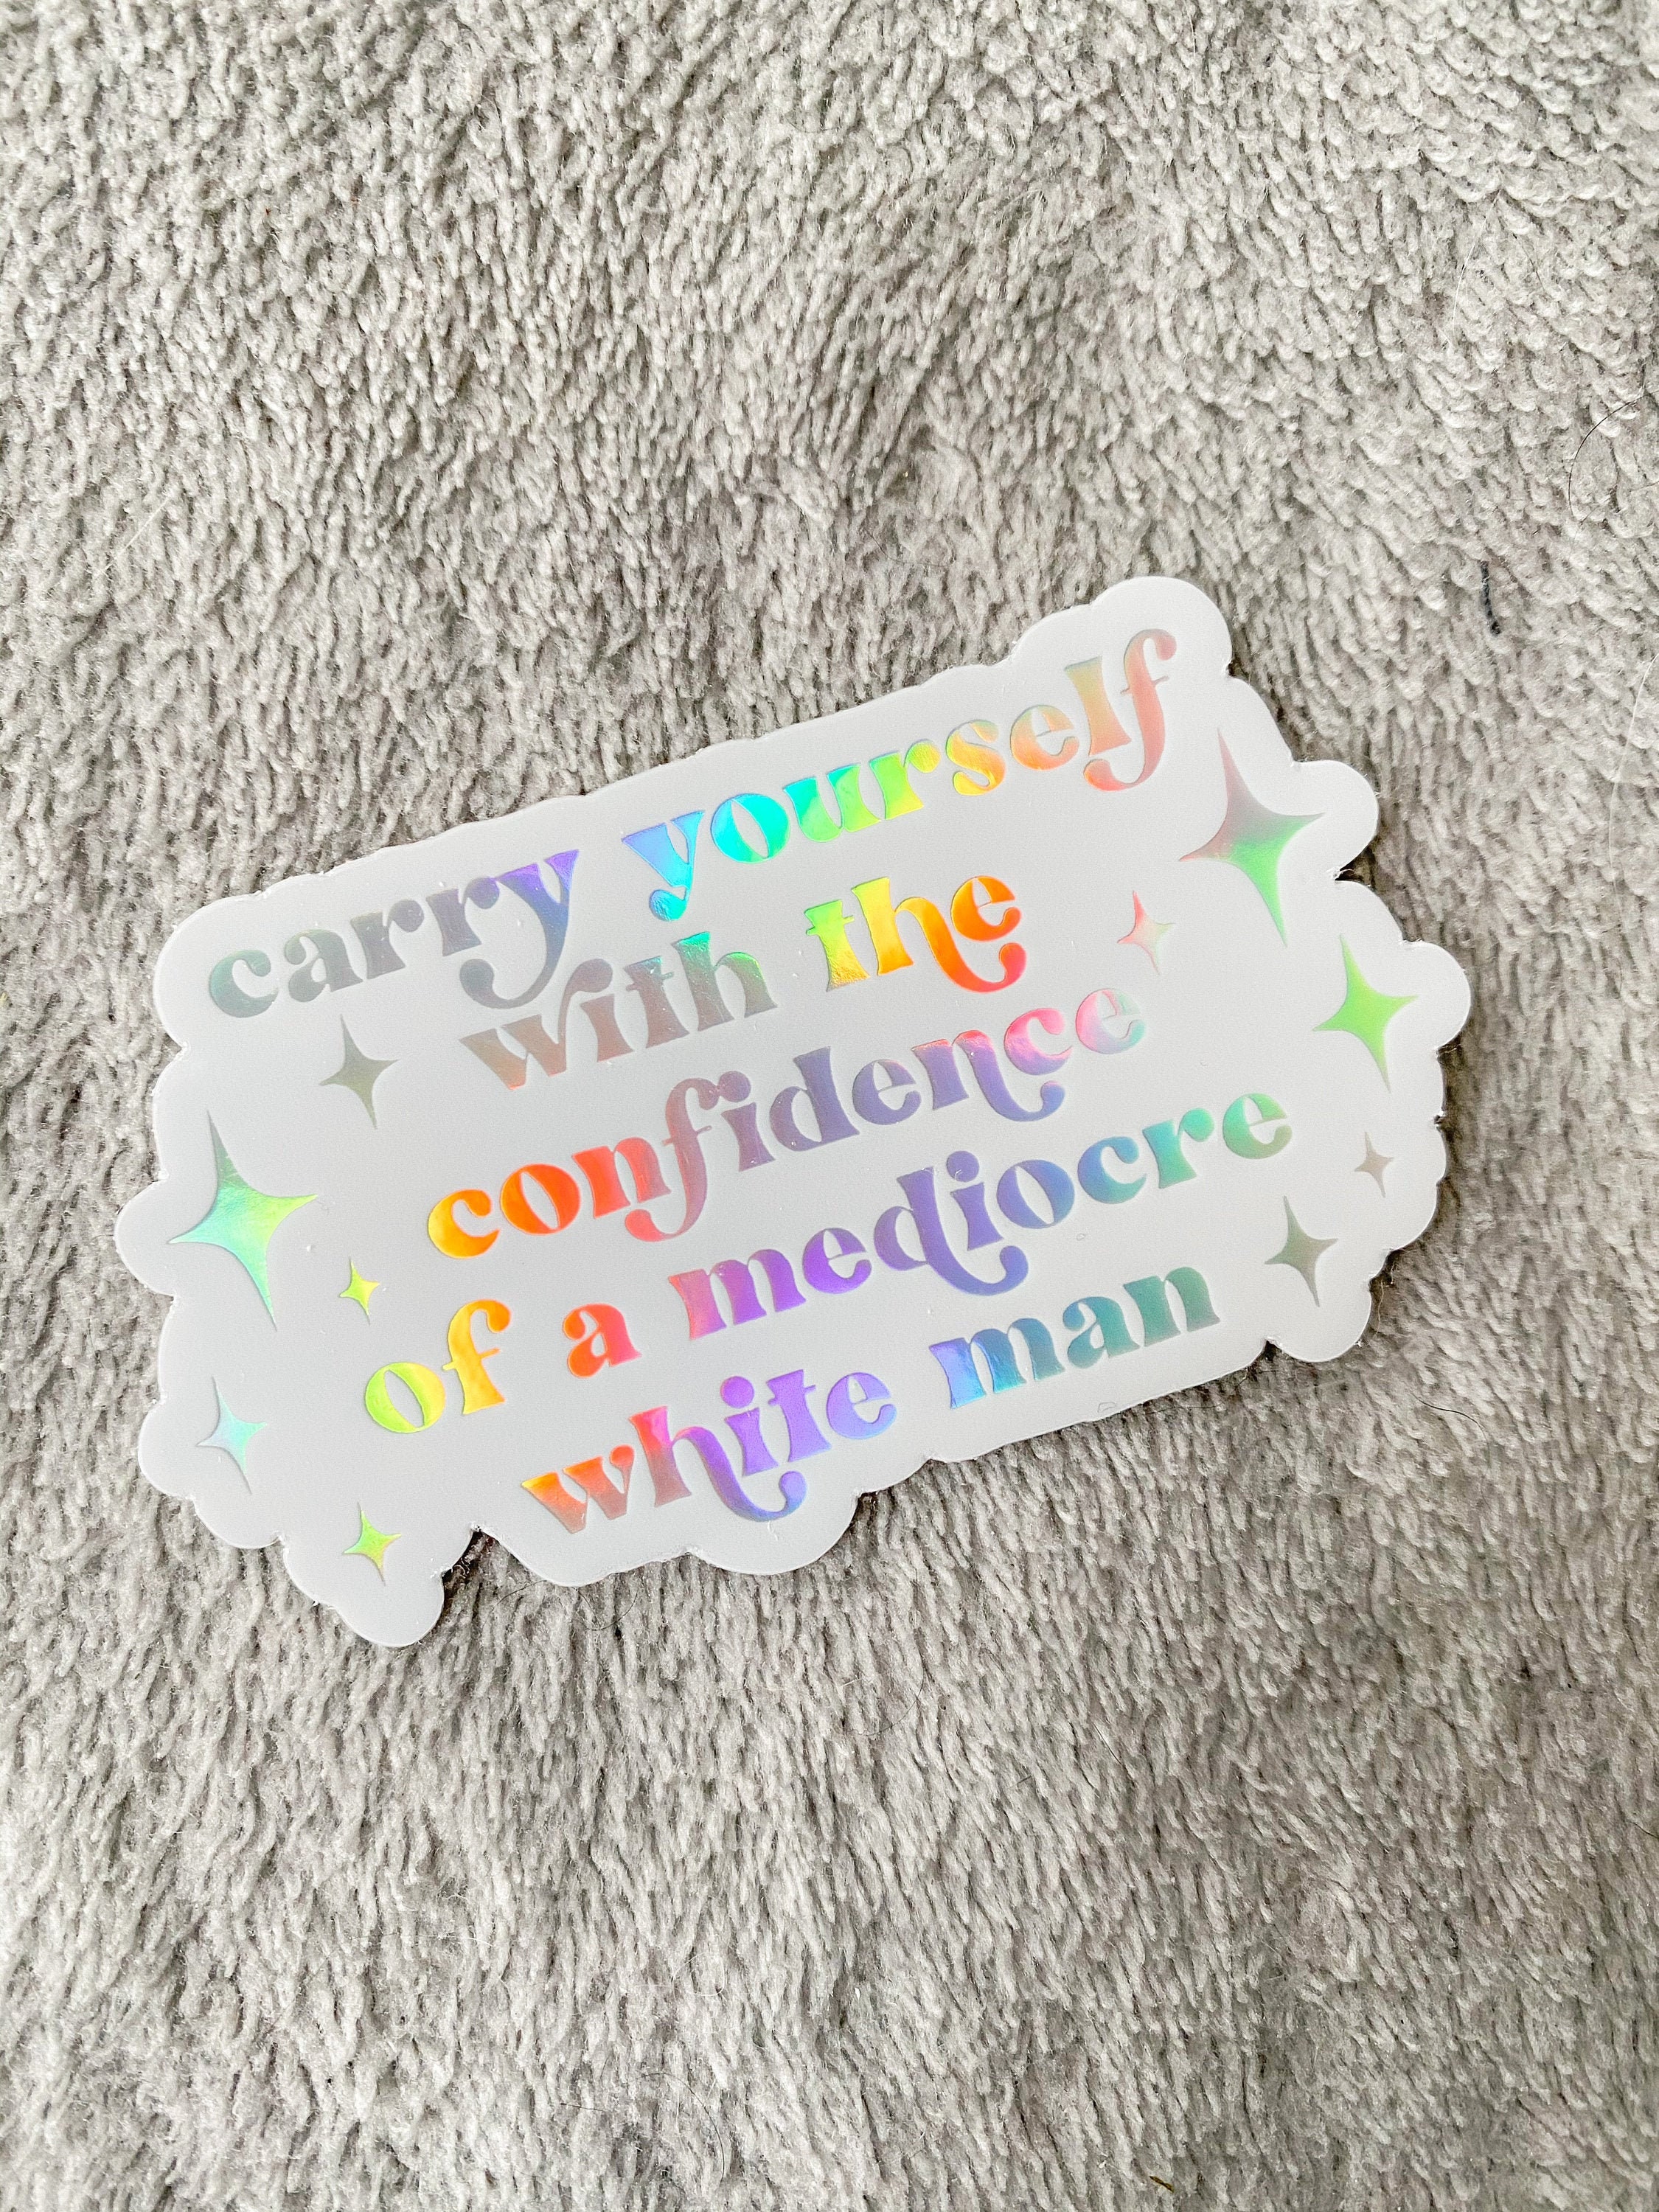 carry yourself
with the
confidence
of a mediocre
white man